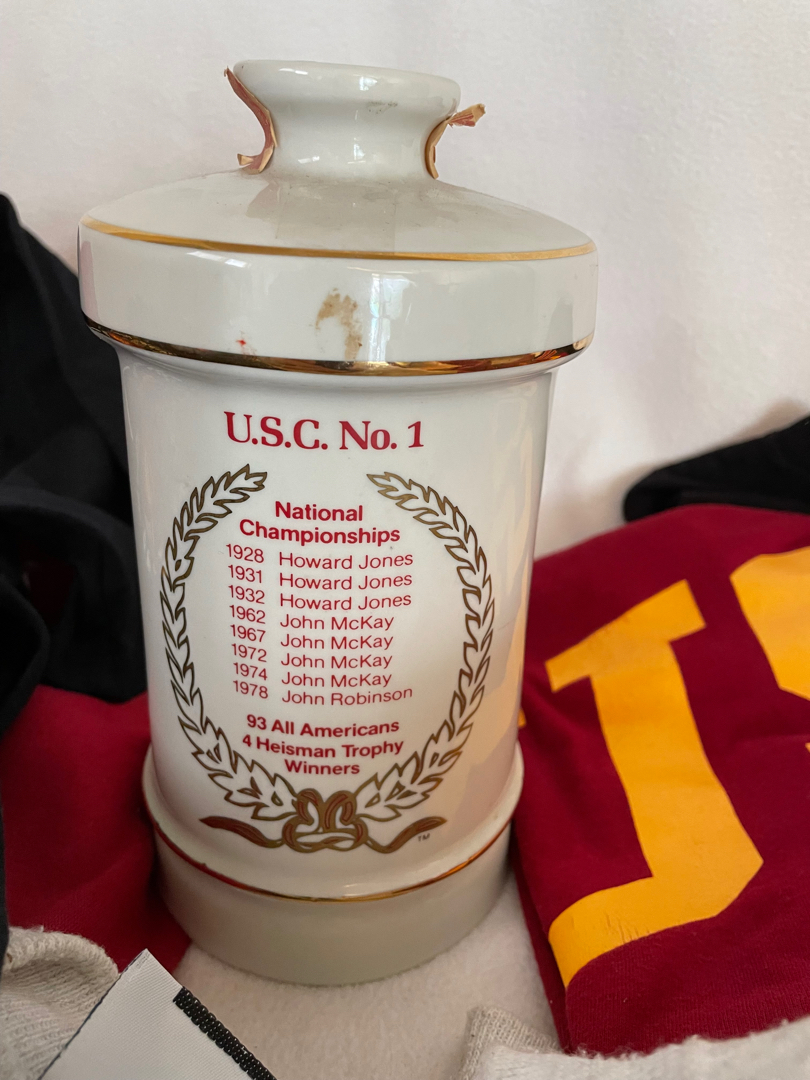 U.S.C. No. 1
National
Championships
1928 Howard Jones
1931 Howard Jones
1932 Howard Jones
1962 John McKay
1967 John McKay
1972 John McKay
1974 John McKay
1978 John Robinson
93 All Americans
4 Heisman Trophy
Winners
TM